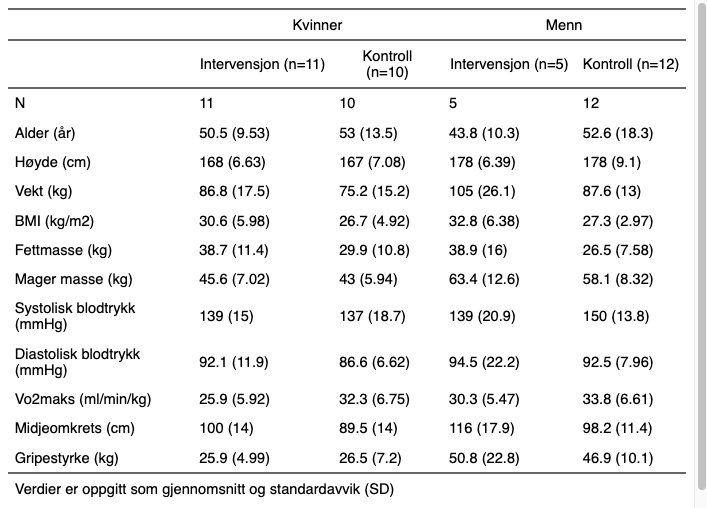 Kvinner Menn
Intervensjon (n=11) Kontroll (n=10) Intervensjon (n=5) Kontroll (n=12)
N 11 10 5 12
Alder (år) 50.5 (9.53) 53 (13.5) 43.8 (10.3) 52.6 (18.3)
Høyde (cm) 168 (6.63) 167 (7.08) 178 (6.39) 178 (9.1)
Vekt (kg) 86.8 (17.5) 75.2 (15.2) 105 (26.1) 87.6 (13)
BMI (kg/m2) 30.6 (5.98) 26.7 (4.92) 32.8 (6.38) 27.3 (2.97)
Fettmasse (kg) 38.7 (11.4) 29.9 (10.8) 38.9 (16) 26.5 (7.58)
Mager masse (kg) 45.6 (7.02) 43 (5.94) 63.4 (12.6) 58.1 (8.32)
Systolisk blodtrykk (mmHg) 139 (15) 137 (18.7) 139 (20.9) 150 (13.8)
Diastolisk blodtrykk (mmHg) 92.1 (11.9) 86.6 (6.62) 94.5 (22.2) 92.5 (7.96)
Vo2maks (ml/min/kg) 25.9 (5.92) 32.3 (6.75) 30.3 (5.47) 33.8 (6.61)
Midjeomkrets (cm) 100 (14) 89.5 (14) 116 (17.9) 98.2 (11.4)
Gripestyrke (kg) 25.9 (4.99) 26.5 (7.2) 50.8 (22.8) 46.9 (10.1)
Verdier er oppgitt som gjennomsnitt og standardavvik (SD)